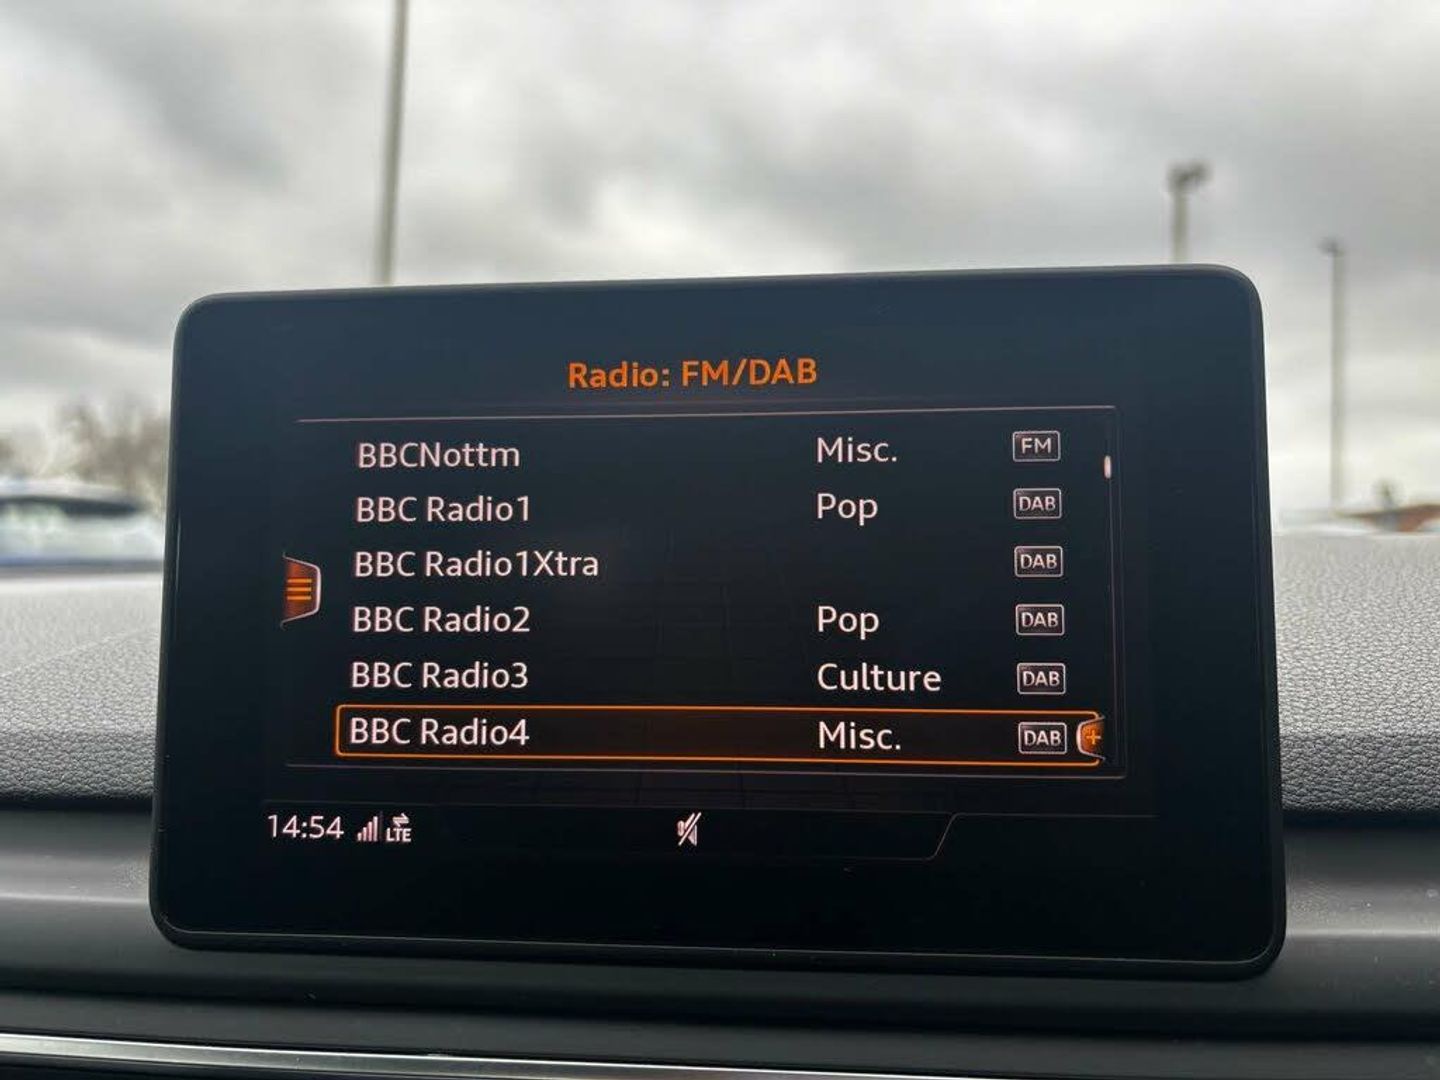 Radio: FM/DAB
BBCNottm Misc. FM
BBC Radio1 Pop DAB
BBC Radio1Xtra DAB
BBC Radio2 Pop DAB
BBC Radio3 Culture DAB
BBC Radio4 Misc. DAB +
14:54 LTE